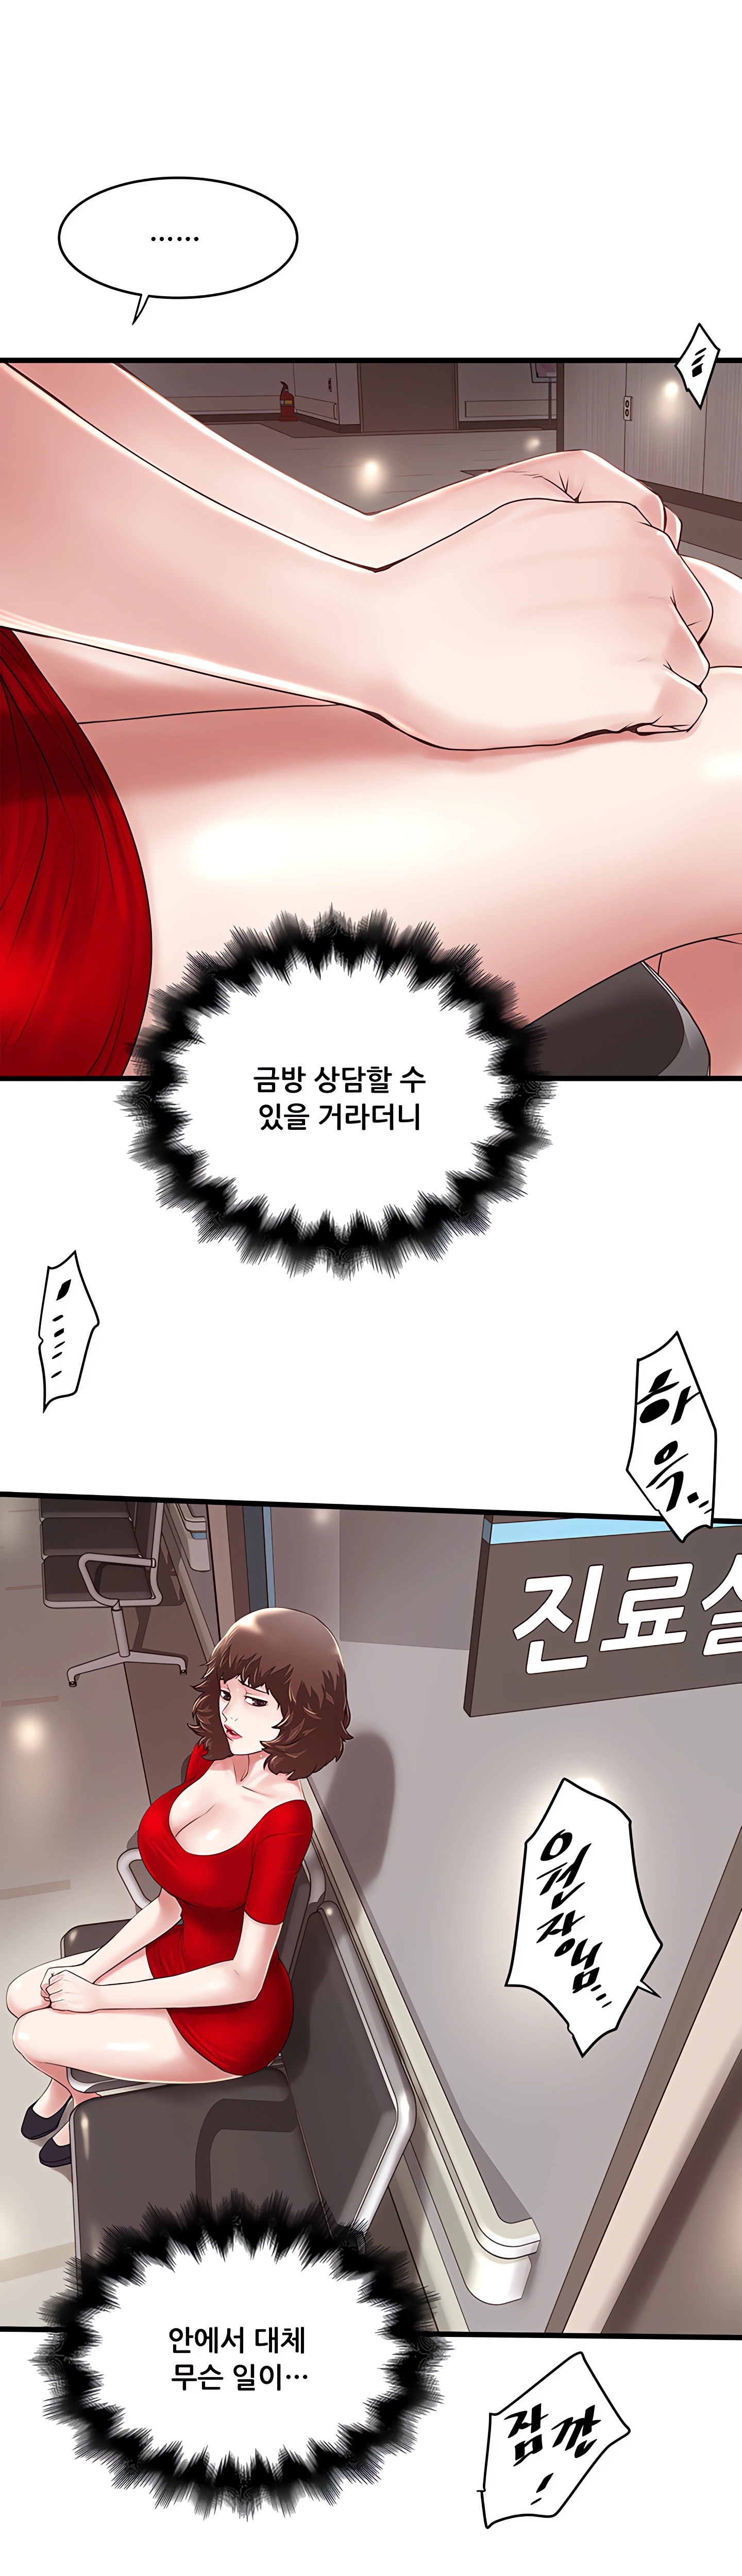 ……
금방 상담할 수
있을 거라더니
하윽..
진료실
원장님...
안에서 대체
무슨 일이…
잠깐!